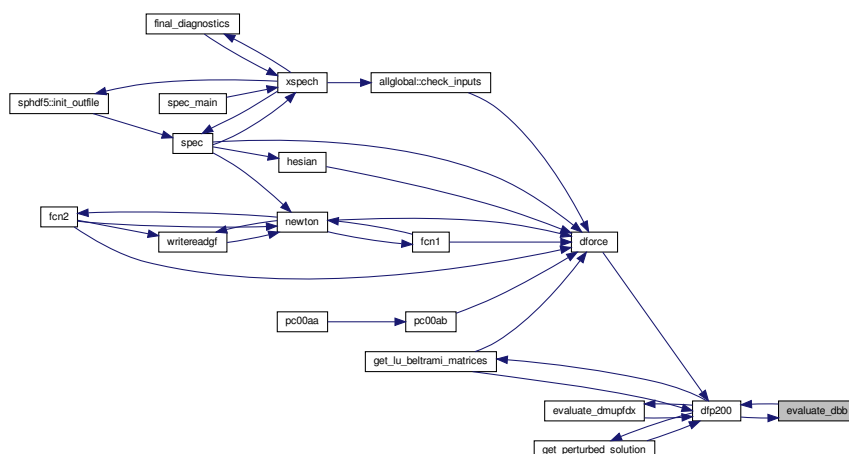 final_diagnostics
xspech
allglobal::check_inputs
sphdf5::init_outfile
spec_main
spec
hesian
fcn2
newton
writereadgf
fcn1
dforce
pc00aa
pc00ab
get_lu_beltrami_matrices
evaluate_dmupfdx
dfp200
evaluate_dbb
get_perturbed_solution